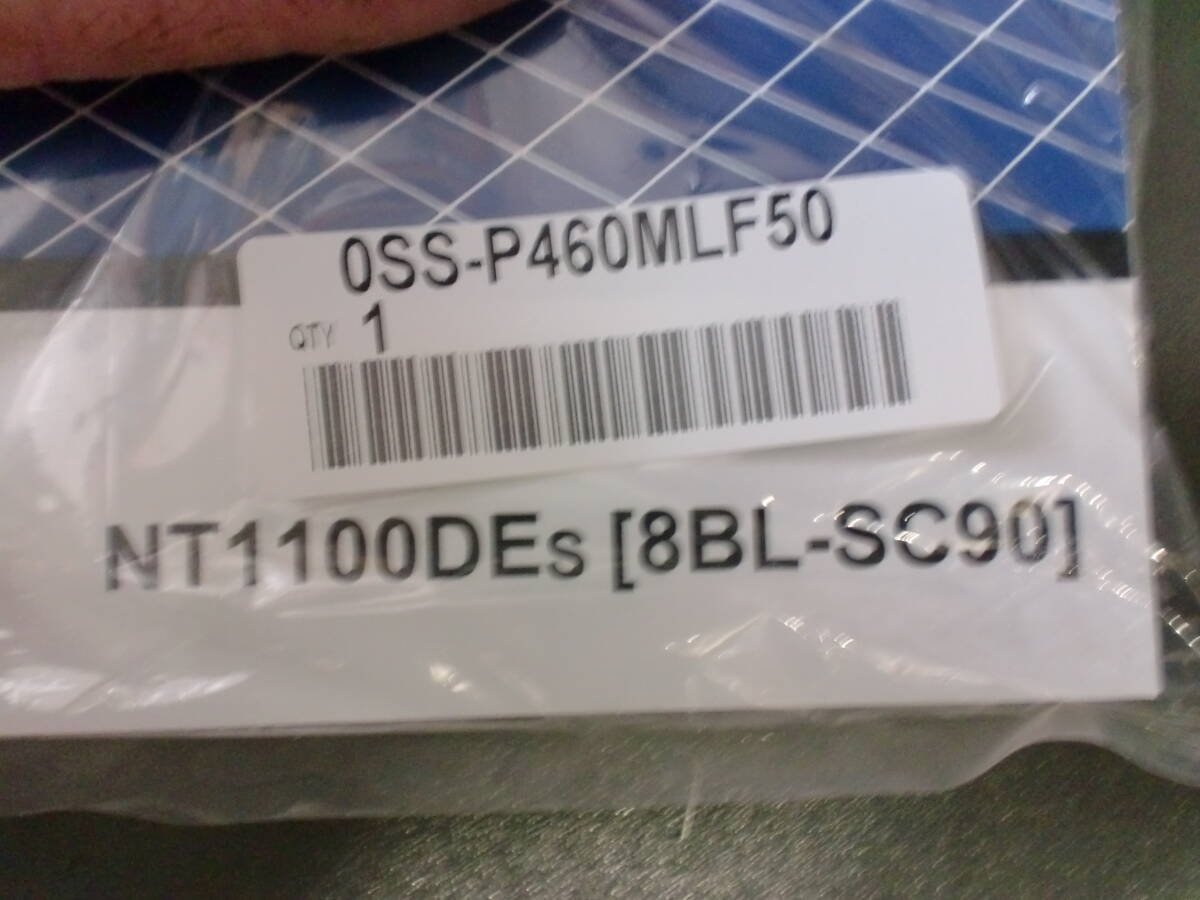 0SS-P460MLF50
QTY 1
NT1100DEs [8BL-SC90]